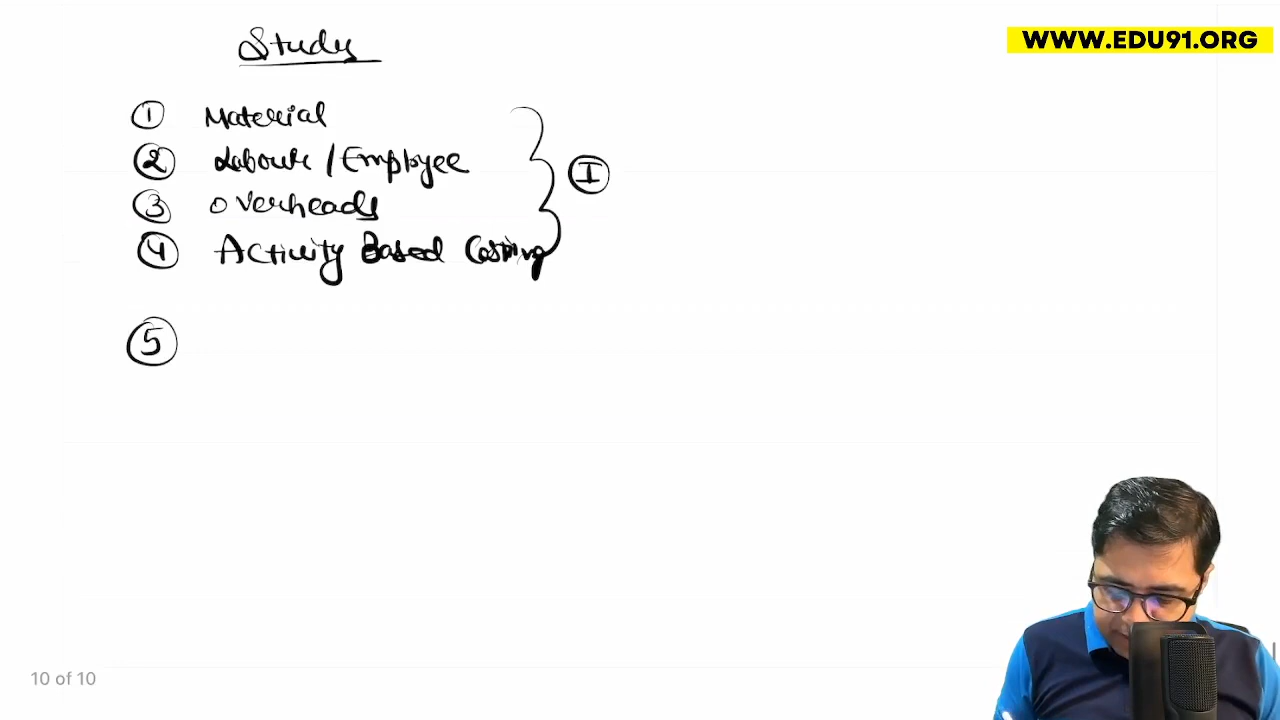 WWW.EDU91.ORG
Study
① Material
② Labour / Employee
③ Overheads
④ Activity Based Costing
Ⓘ
⑤
10 of 10